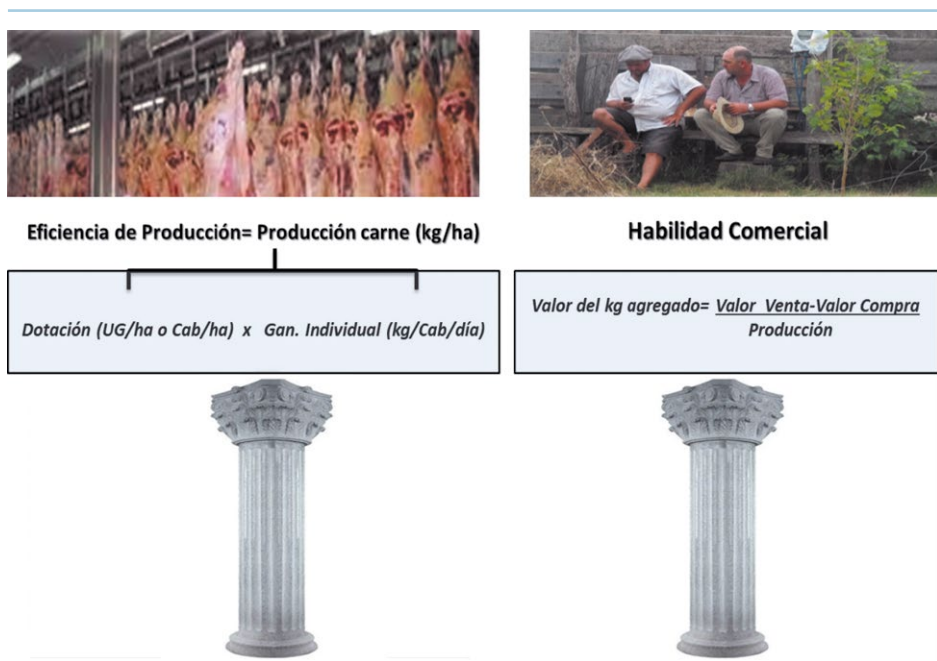 Eficiencia de Producción= Producción carne (kg/ha)
Dotación (UG/ha o Cab/ha) x Gan. Individual (kg/Cab/día)
Habilidad Comercial
Valor del kg agregado= Valor Venta-Valor Compra
Producción